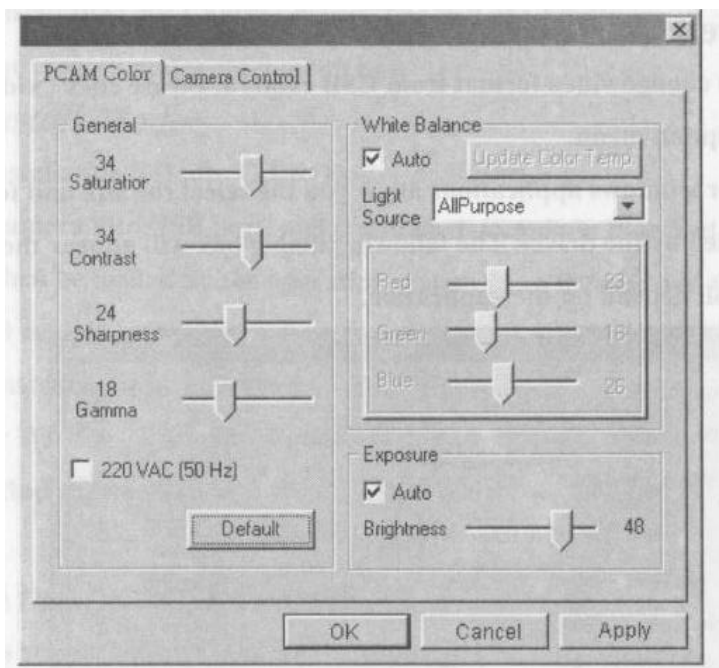 PCAM Color
Camera Control
General
34
Saturatior
34
Contrast
24
Sharpness
18
Gamma
220 VAC (50 Hz)
Default
White Balance
Auto
Update Color Temp
Light
Source
AllPurpose
Red
23
Green
16
Blue
26
Exposure
Auto
Brightness
48
OK
Cancel
Apply